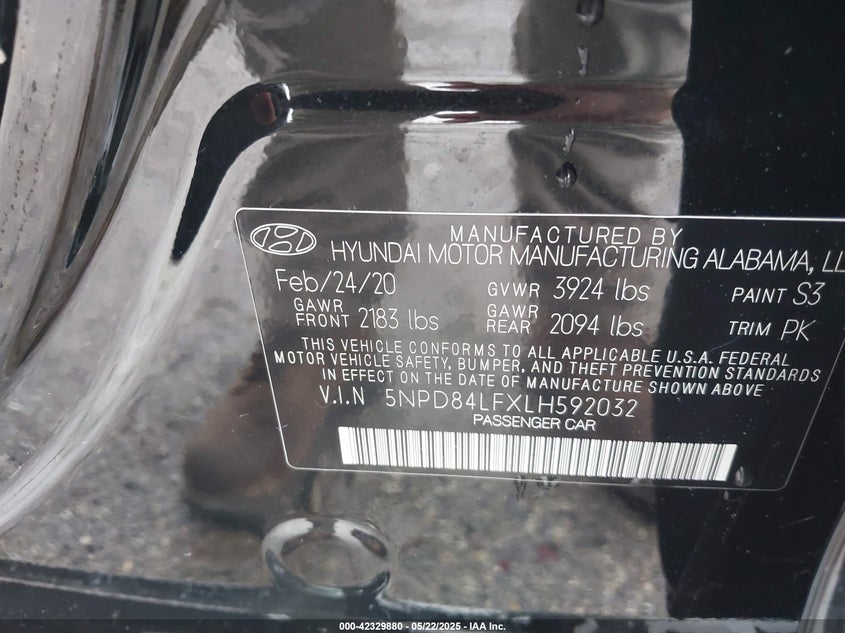 MANUFACTURED BY
HYUNDAI MOTOR MANUFACTURING ALABAMA, LL
Feb/24/20 GVWR 3924 lbs PAINT S3
GAWR FRONT 2183 lbs GAWR REAR 2094 lbs TRIM PK
THIS VEHICLE CONFORMS TO ALL APPLICABLE U.S.A. FEDERAL
MOTOR VEHICLE SAFETY, BUMPER, AND THEFT PREVENTION STANDARDS
IN EFFECT ON THE DATE OF MANUFACTURE SHOWN ABOVE
V.I.N 5NPD84LFXLH592032
PASSENGER CAR
000-42329880 - 05/22/2025 - IAA Inc.